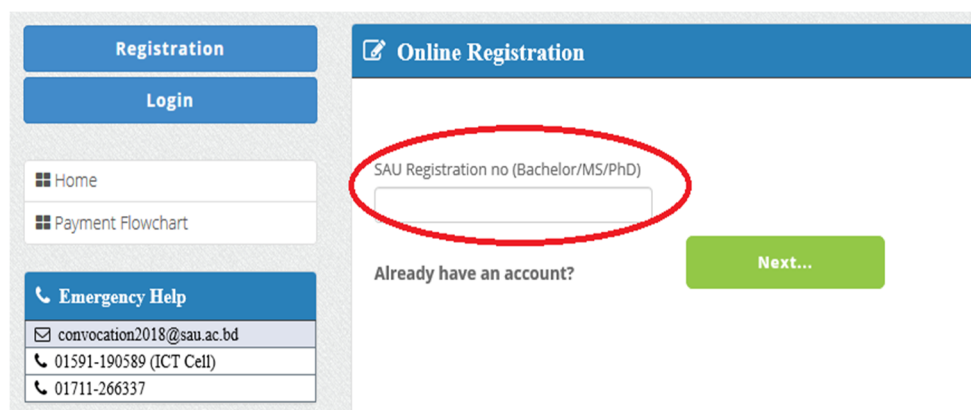 Registration
Login
Home
Payment Flowchart
Emergency Help
convocation2018@sau.ac.bd
01591-190589 (ICT Cell)
01711-266337
Online Registration
SAU Registration no (Bachelor/MS/PhD)
Already have an account?
Next...